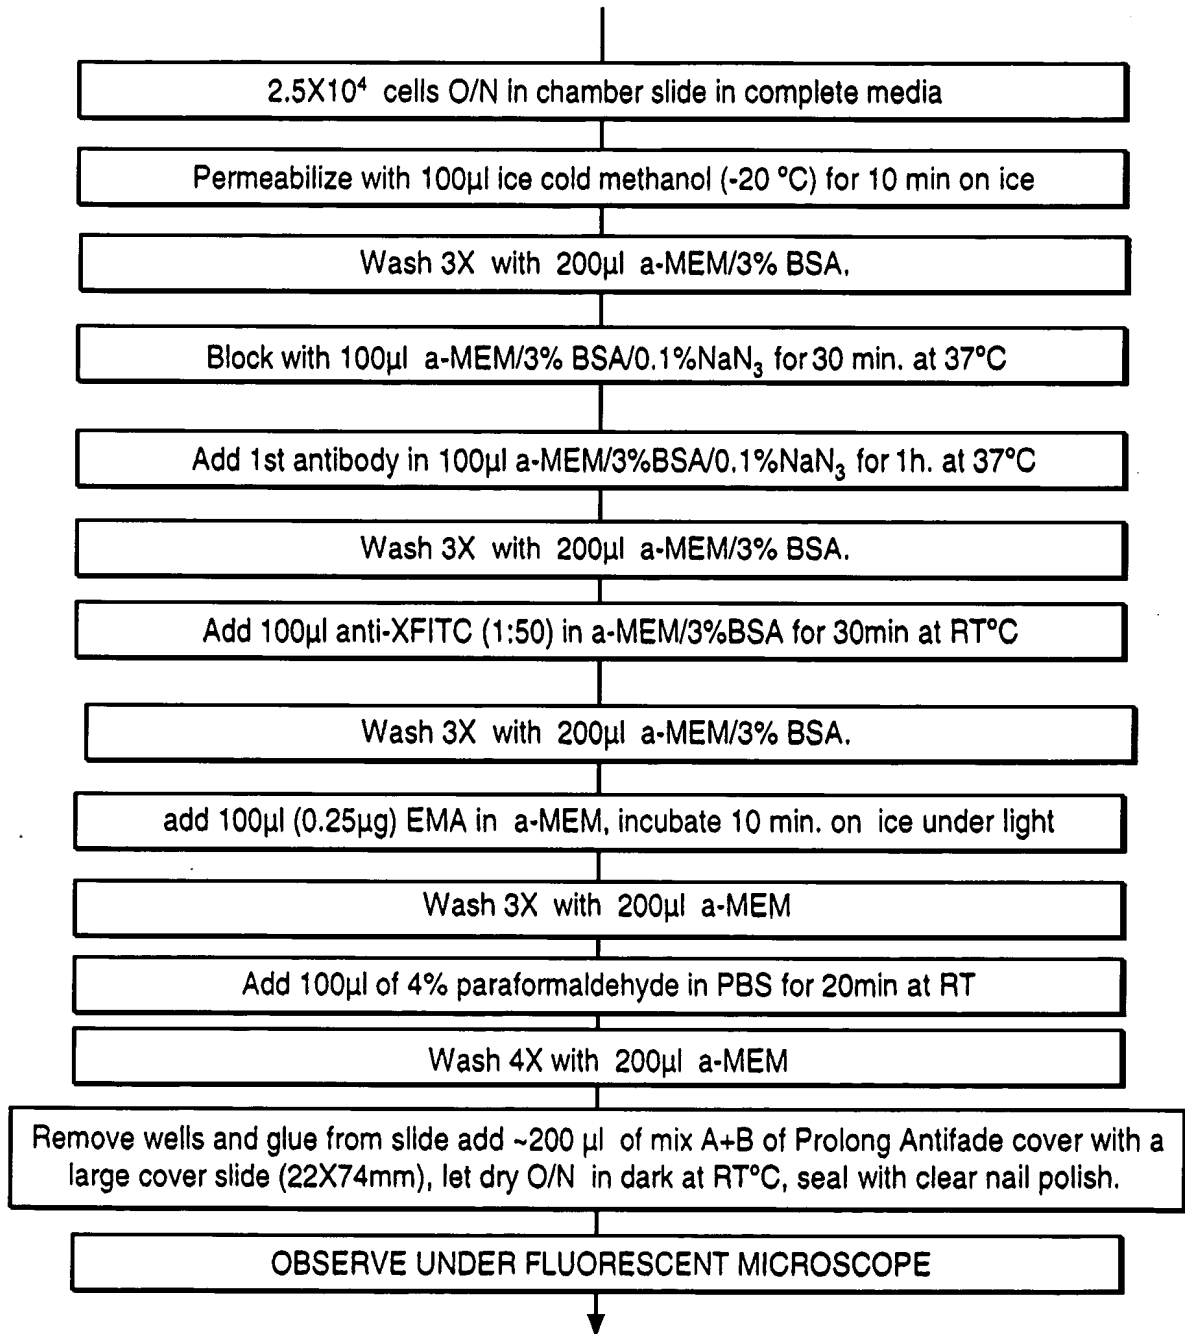 2.5X10⁴ cells O/N in chamber slide in complete media
Permeabilize with 100µl ice cold methanol (-20 ºC) for 10 min on ice
Wash 3X with 200µl a-MEM/3% BSA.
Block with 100µl a-MEM/3% BSA/0.1%NaN₃ for 30 min. at 37ºC
Add 1st antibody in 100µl a-MEM/3%BSA/0.1%NaN₃ for 1h. at 37ºC
Wash 3X with 200µl a-MEM/3% BSA.
Add 100µl anti-XFITC (1:50) in a-MEM/3%BSA for 30min at RTºC
Wash 3X with 200µl a-MEM/3% BSA.
add 100µl (0.25µg) EMA in a-MEM, incubate 10 min. on ice under light
Wash 3X with 200µl a-MEM
Add 100µl of 4% paraformaldehyde in PBS for 20min at RT
Wash 4X with 200µl a-MEM
Remove wells and glue from slide add ~200 µl of mix A+B of Prolong Antifade cover with a
large cover slide (22X74mm), let dry O/N in dark at RTºC, seal with clear nail polish.
OBSERVE UNDER FLUORESCENT MICROSCOPE